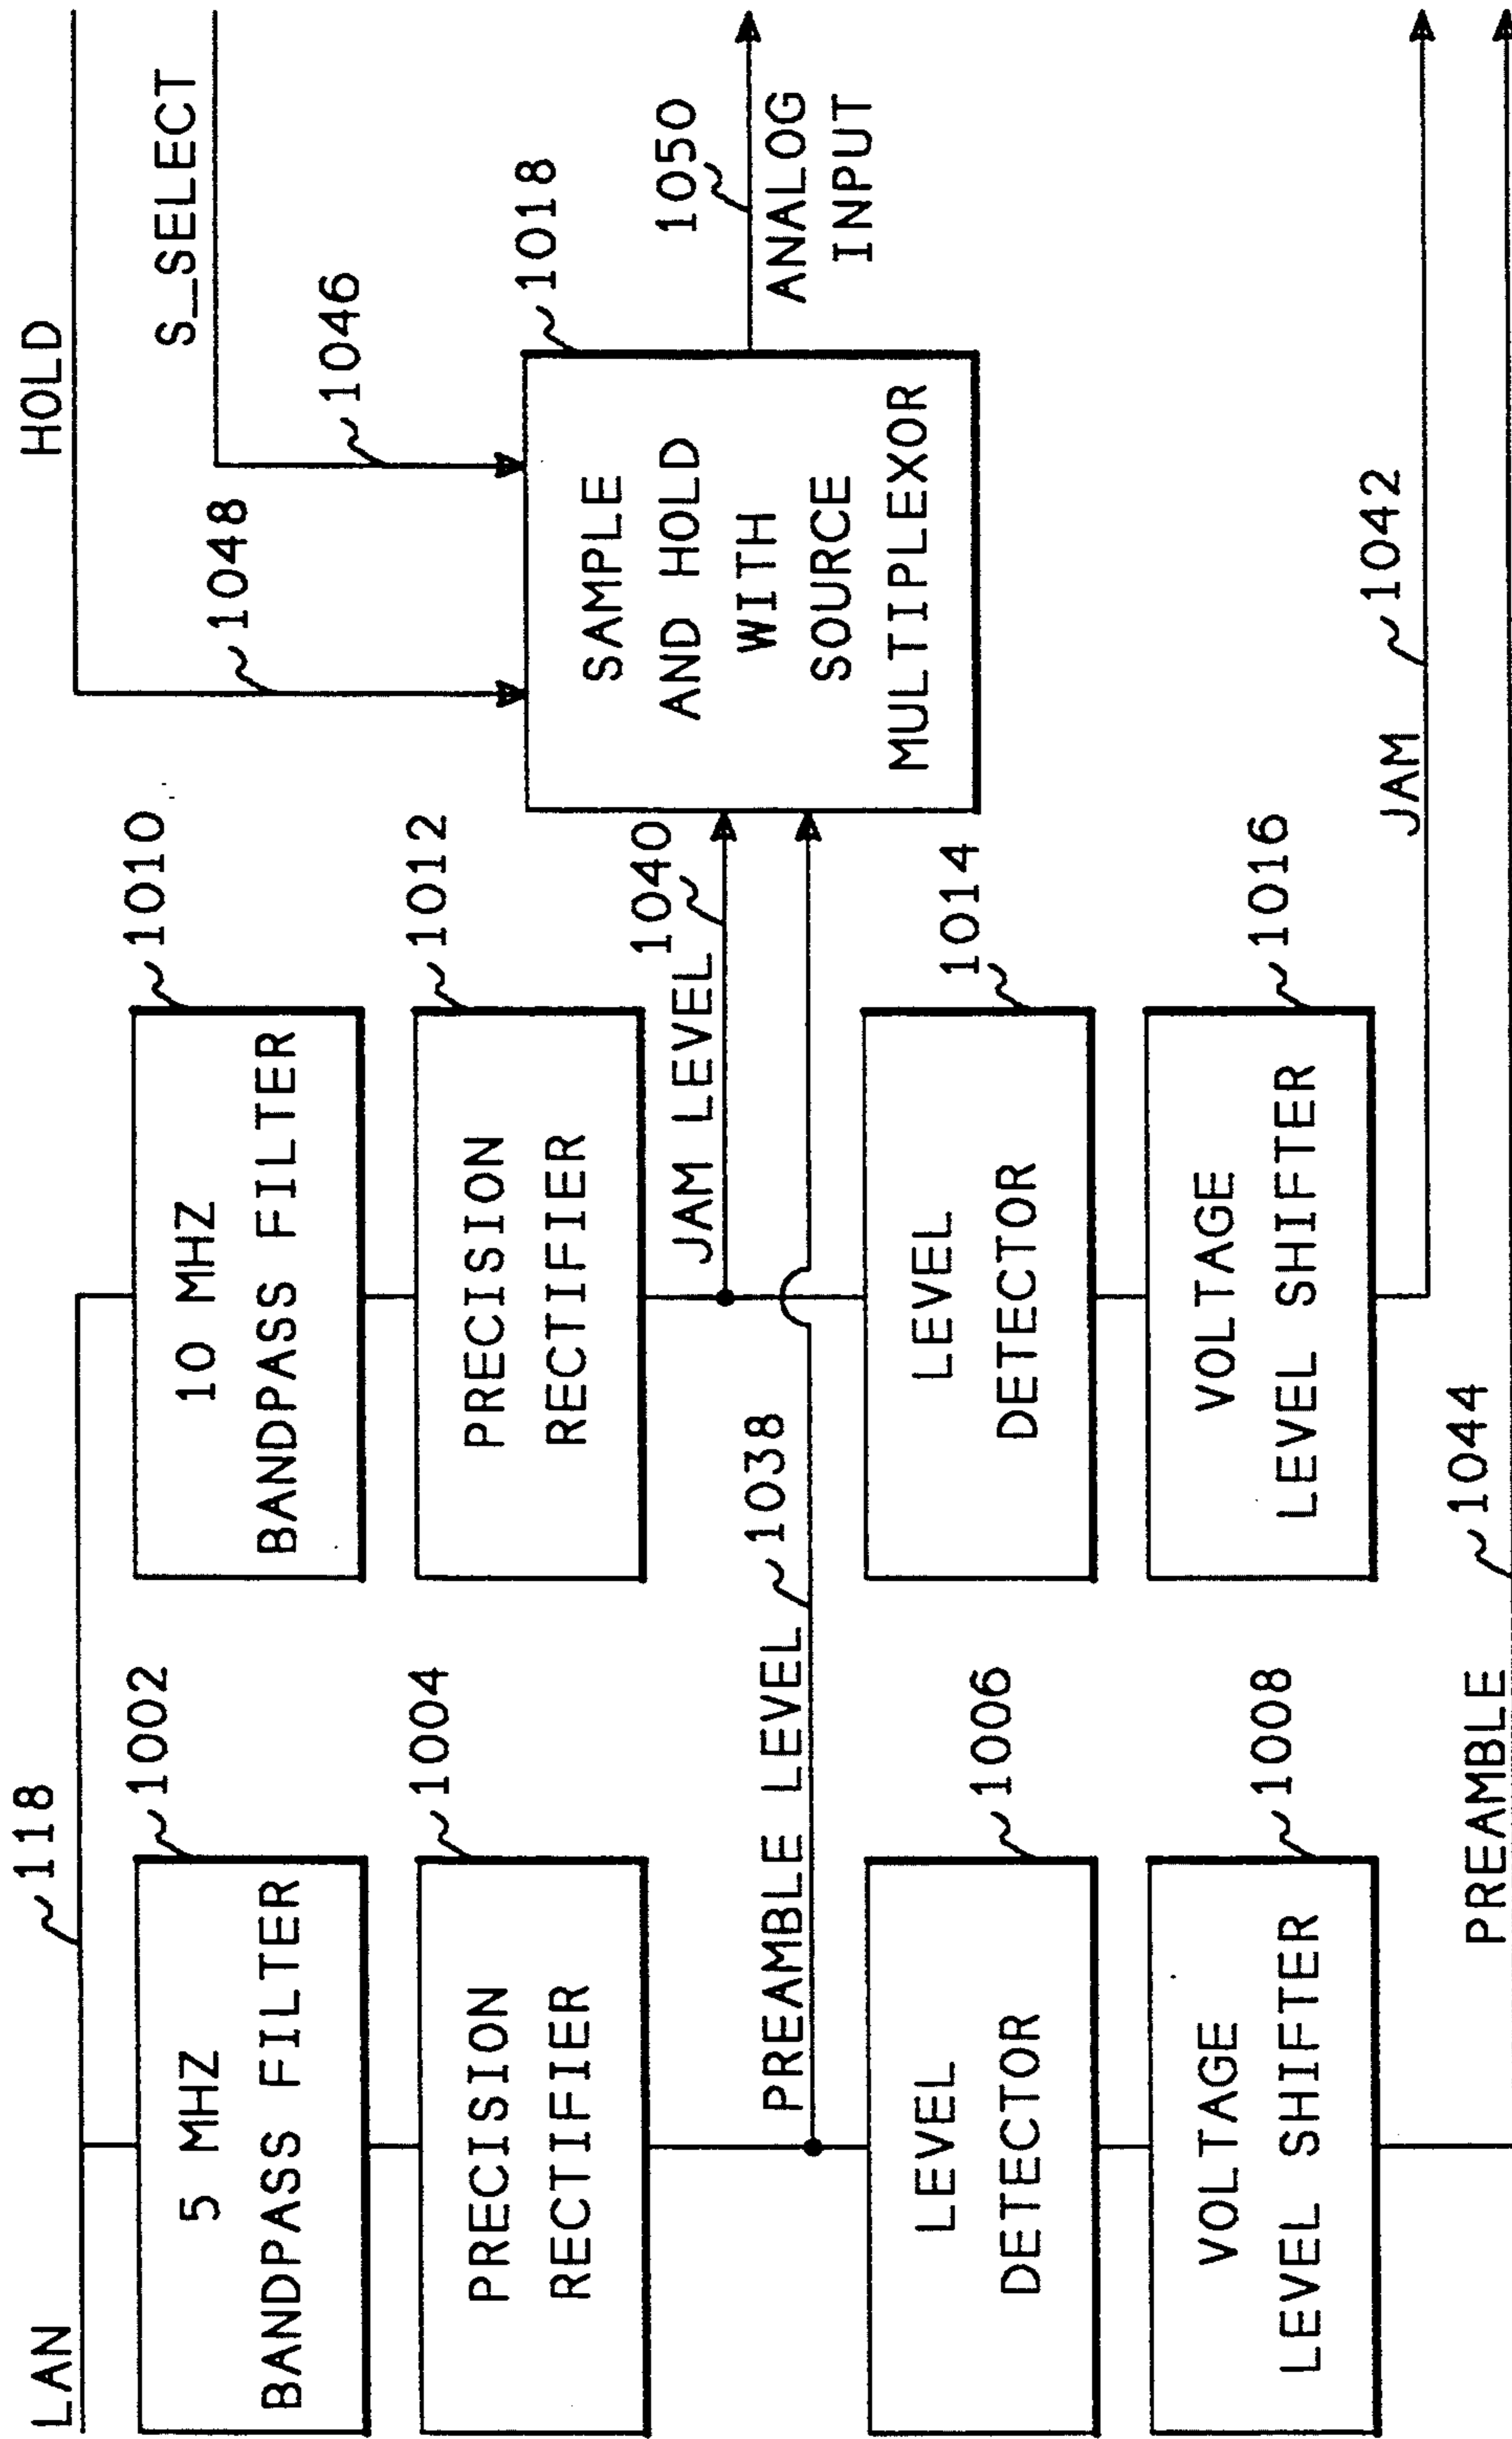 LAN
118
HOLD
S_SELECT
1048
1046
5 MHZ
BANDPASS FILTER
1002
10 MHZ
BANDPASS FILTER
1010
PRECISION
RECTIFIER
1004
PRECISION
RECTIFIER
1012
JAM LEVEL
1040
PREAMBLE LEVEL
1038
SAMPLE
AND HOLD
WITH
SOURCE
MULTIPLEXOR
1018
1050
ANALOG
INPUT
LEVEL
DETECTOR
1006
LEVEL
DETECTOR
1014
VOLTAGE
LEVEL SHIFTER
1008
VOLTAGE
LEVEL SHIFTER
1016
JAM
1042
PREAMBLE
1044